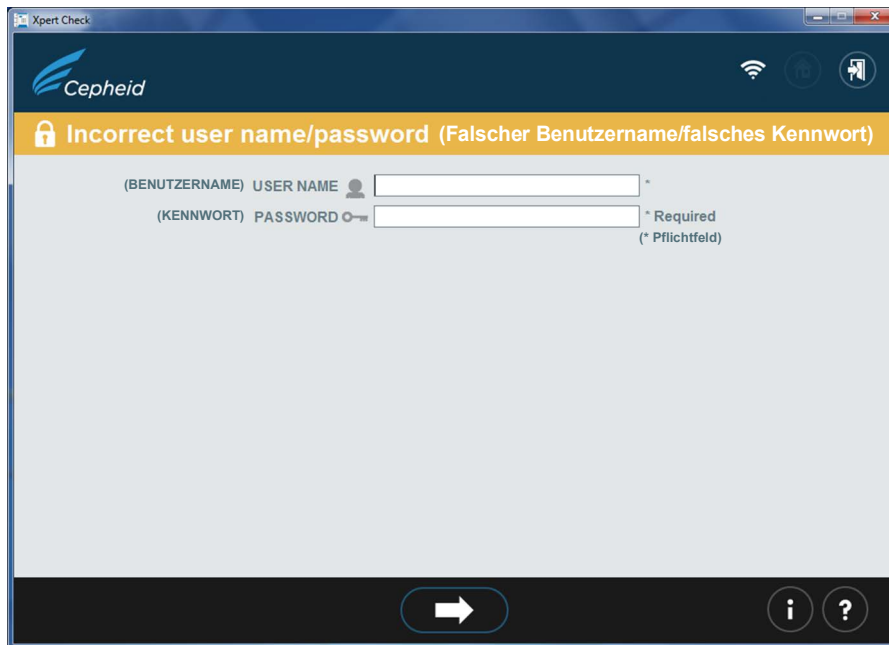 Xpert Check
Cepheid
Incorrect user name/password (Falscher Benutzername/falsches Kennwort)
(BENUTZERNAME) USER NAME *
(KENNWORT) PASSWORD * Required
(* Pflichtfeld)
i ?